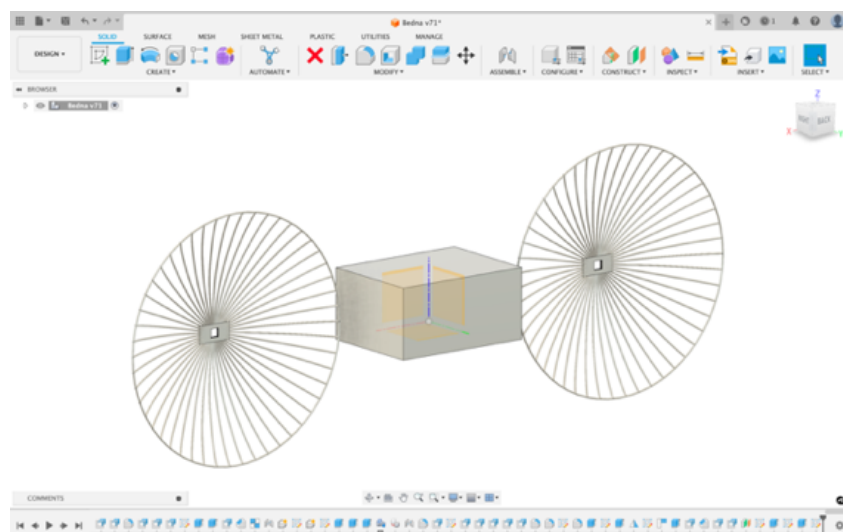 Bedna v71*
DESIGN
SOLID SURFACE MESH SHEET METAL PLASTIC UTILITIES MANAGE
CREATE AUTOMATE MODIFY ASSEMBLE CONFIGURE CONSTRUCT INSPECT INSERT SELECT
BROWSER
Bedna v71
Z
BACK
X
COMMENTS